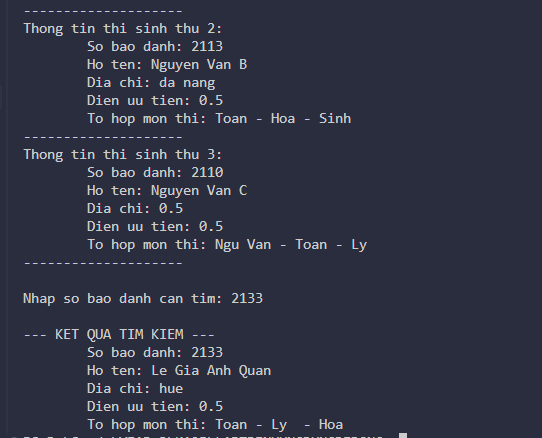 --------------------
Thong tin thi sinh thu 2:
So bao danh: 2113
Ho ten: Nguyen Van B
Dia chi: da nang
Dien uu tien: 0.5
To hop mon thi: Toan - Hoa - Sinh
--------------------
Thong tin thi sinh thu 3:
So bao danh: 2110
Ho ten: Nguyen Van C
Dia chi: 0.5
Dien uu tien: 0.5
To hop mon thi: Ngu Van - Toan - Ly
--------------------
Nhap so bao danh can tim: 2133
--- KET QUA TIM KIEM ---
So bao danh: 2133
Ho ten: Le Gia Anh Quan
Dia chi: hue
Dien uu tien: 0.5
To hop mon thi: Toan - Ly  - Hoa